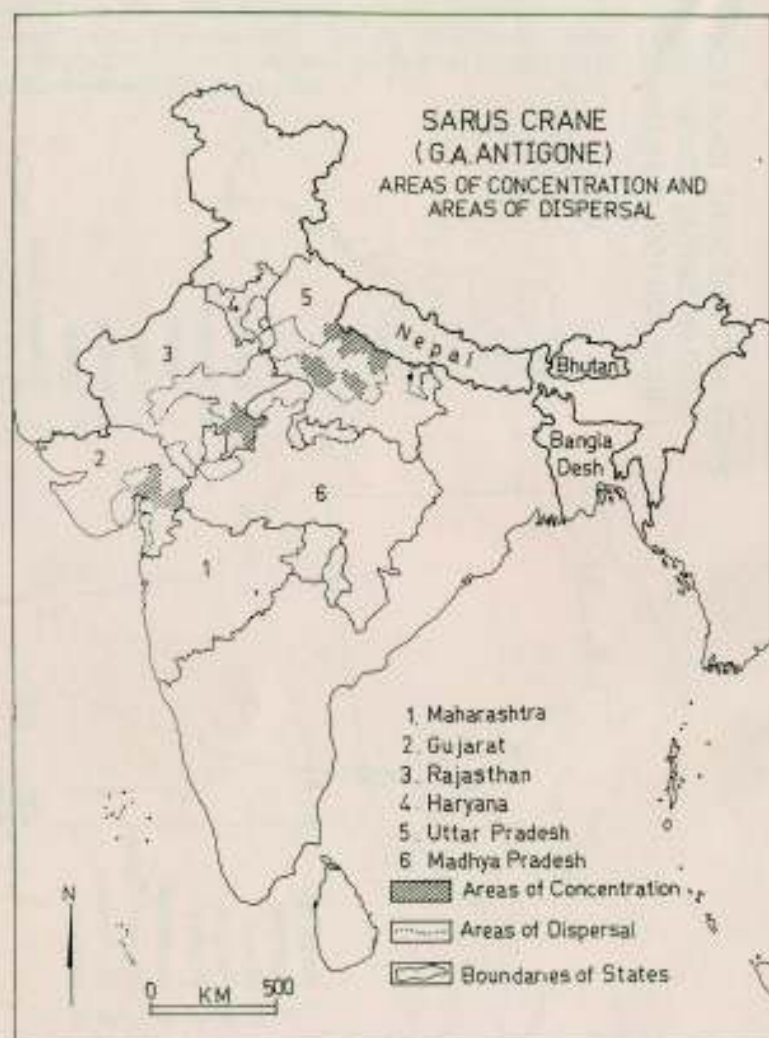 SARUS CRANE
(G.A.ANTIGONE)
AREAS OF CONCENTRATION AND
AREAS OF DISPERSAL
4
5
3
Nepal
Bhutan
2
Bangla
Desh
6
1
1. Maharashtra
2. Gujarat
3. Rajasthan
4 Haryana
5 Uttar Pradesh
6 Madhya Pradesh
Areas of Concentration
N
Areas of Dispersal
Boundaries of States
0 KM 500